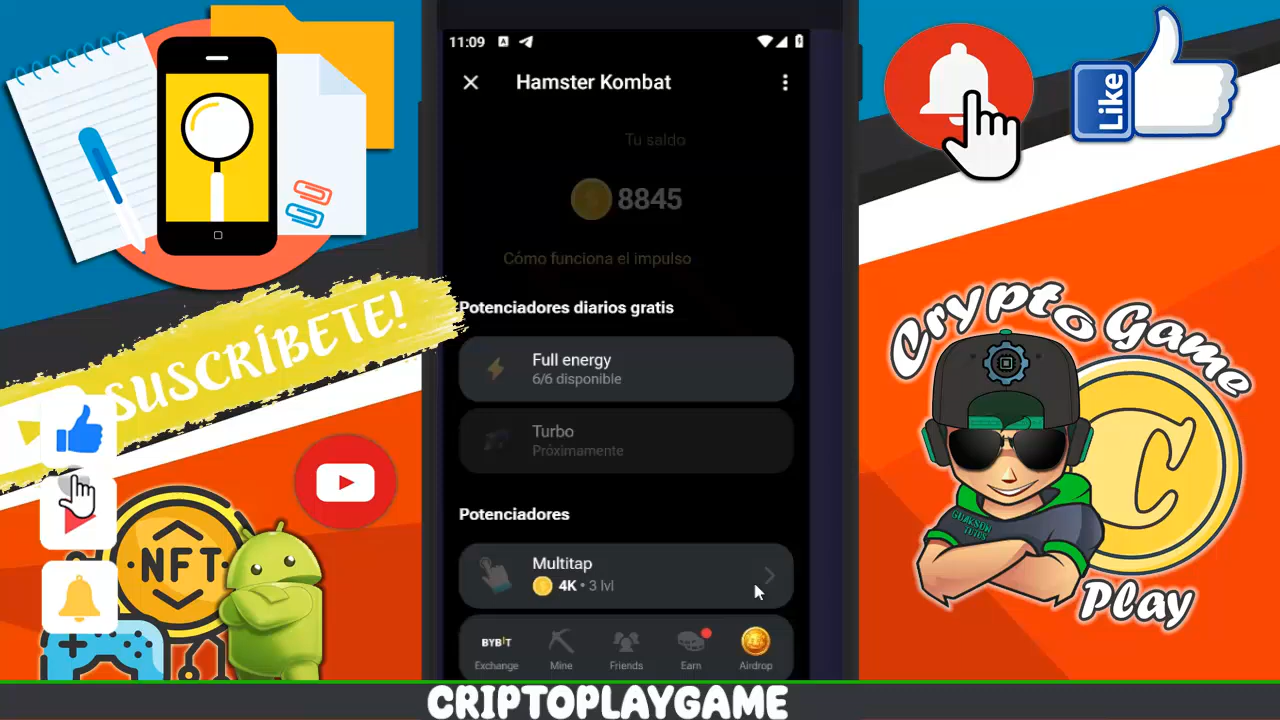 11:09
Hamster Kombat
Tu saldo
8845
Cómo funciona el impulso
Potenciadores diarios gratis
Full energy
6/6 disponible
Turbo
Próximamente
Potenciadores
Multitap
4K • 3 lvl
BYBIT
Exchange
Mine
Friends
Earn
Airdrop
SUSCRÍBETE!
NFT
Like
Crypto Game
C
GUAKSON
TUTOS
Play
CRIPTOPLAYGAME